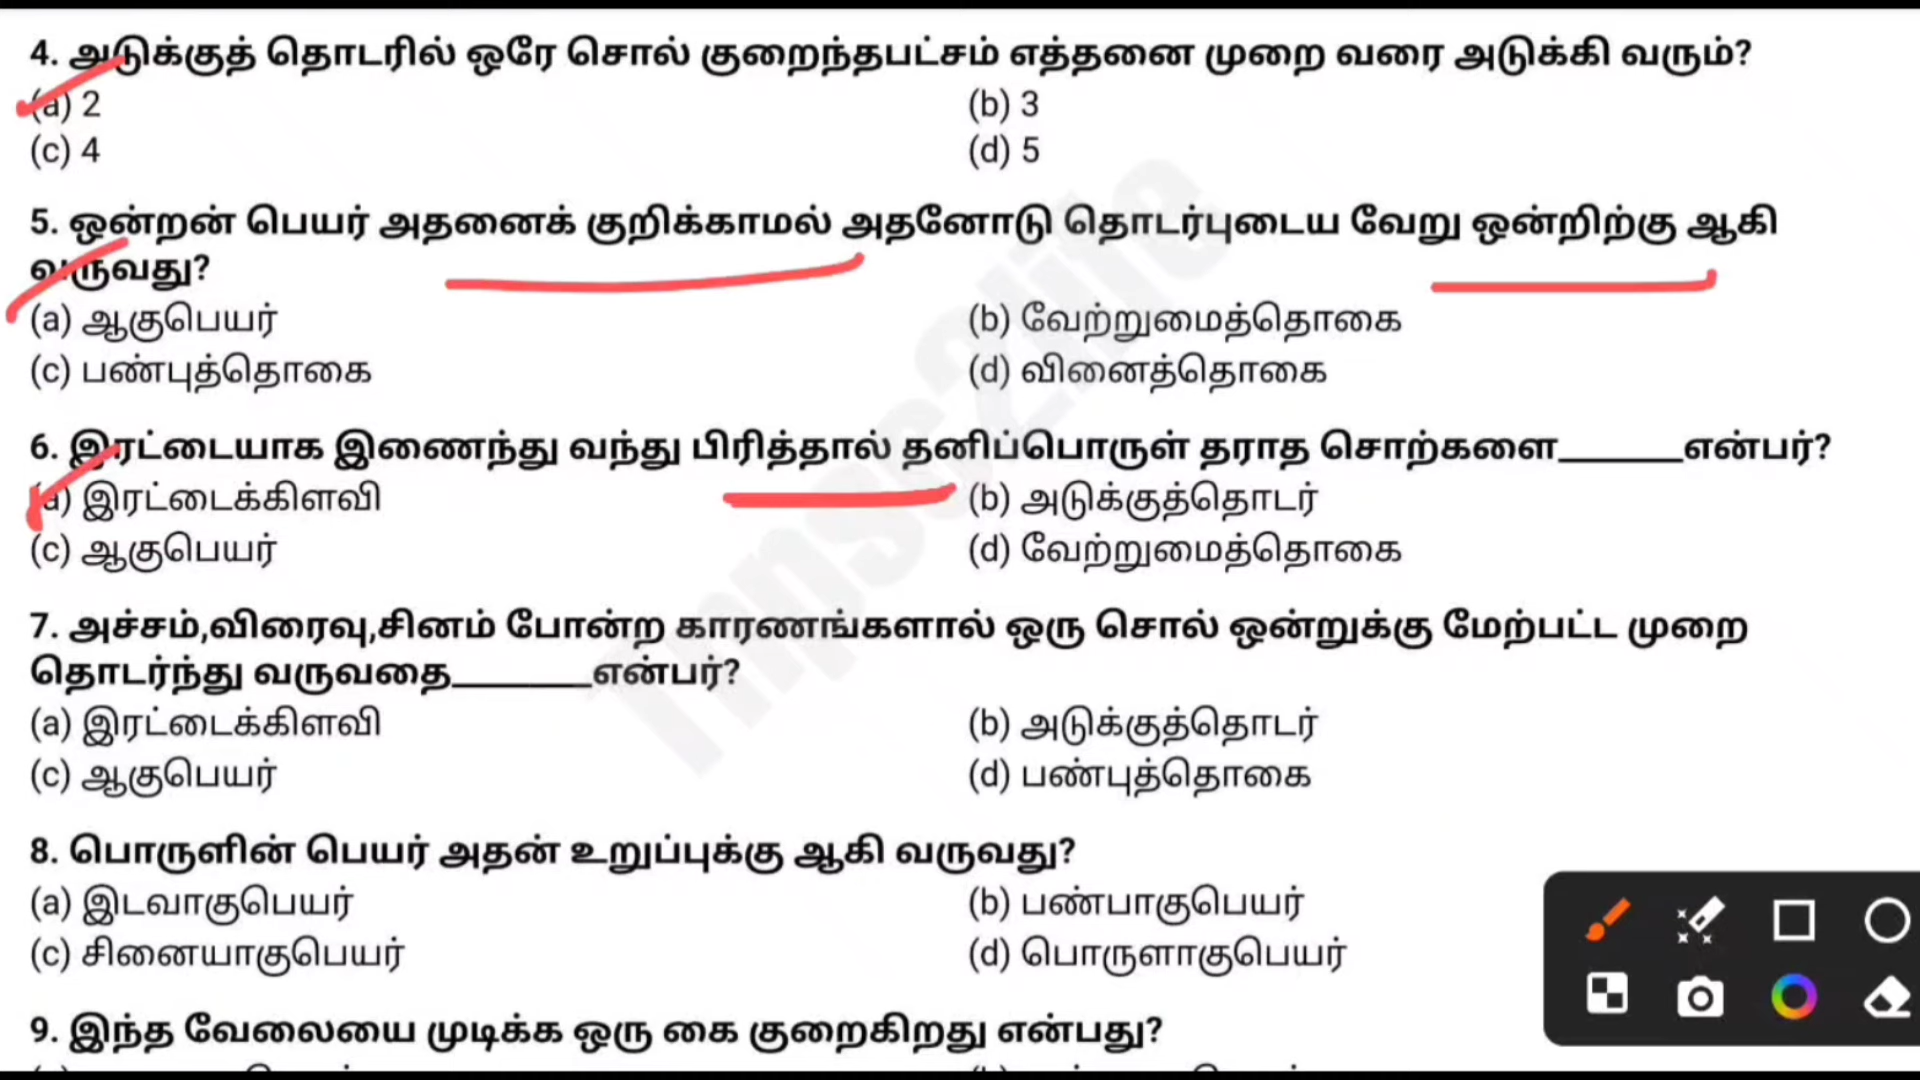 4. அடுக்குத் தொடரில் ஒரே சொல் குறைந்தபட்சம் எத்தனை முறை வரை அடுக்கி வரும்?
(a) 2 (b) 3
(c) 4 (d) 5
5. ஒன்றன் பெயர் அதனைக் குறிக்காமல் அதனோடு தொடர்புடைய வேறு ஒன்றிற்கு ஆகி
வருவது?
(a) ஆகுபெயர் (b) வேற்றுமைத்தொகை
(c) பண்புத்தொகை (d) வினைத்தொகை
6. இரட்டையாக இணைந்து வந்து பிரித்தால் தனிப்பொருள் தராத சொற்களை_______என்பர்?
(a) இரட்டைக்கிளவி (b) அடுக்குத்தொடர்
(c) ஆகுபெயர் (d) வேற்றுமைத்தொகை
7. அச்சம்,விரைவு,சினம் போன்ற காரணங்களால் ஒரு சொல் ஒன்றுக்கு மேற்பட்ட முறை
தொடர்ந்து வருவதை________என்பர்?
(a) இரட்டைக்கிளவி (b) அடுக்குத்தொடர்
(c) ஆகுபெயர் (d) பண்புத்தொகை
8. பொருளின் பெயர் அதன் உறுப்புக்கு ஆகி வருவது?
(a) இடவாகுபெயர் (b) பண்பாகுபெயர்
(c) சினையாகுபெயர் (d) பொருளாகுபெயர்
9. இந்த வேலையை முடிக்க ஒரு கை குறைகிறது என்பது?
Tnpsc2life